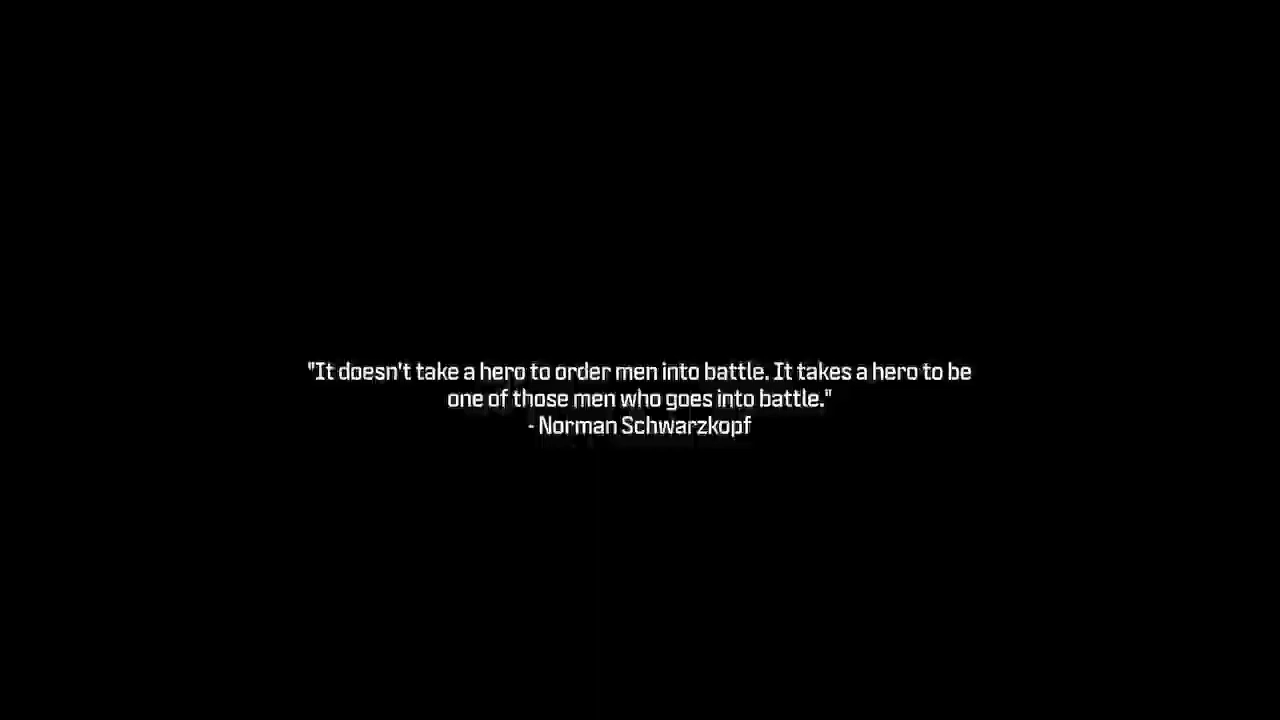 "It doesn't take a hero to order men into battle. It takes a hero to be
one of those men who goes into battle."
- Norman Schwarzkopf